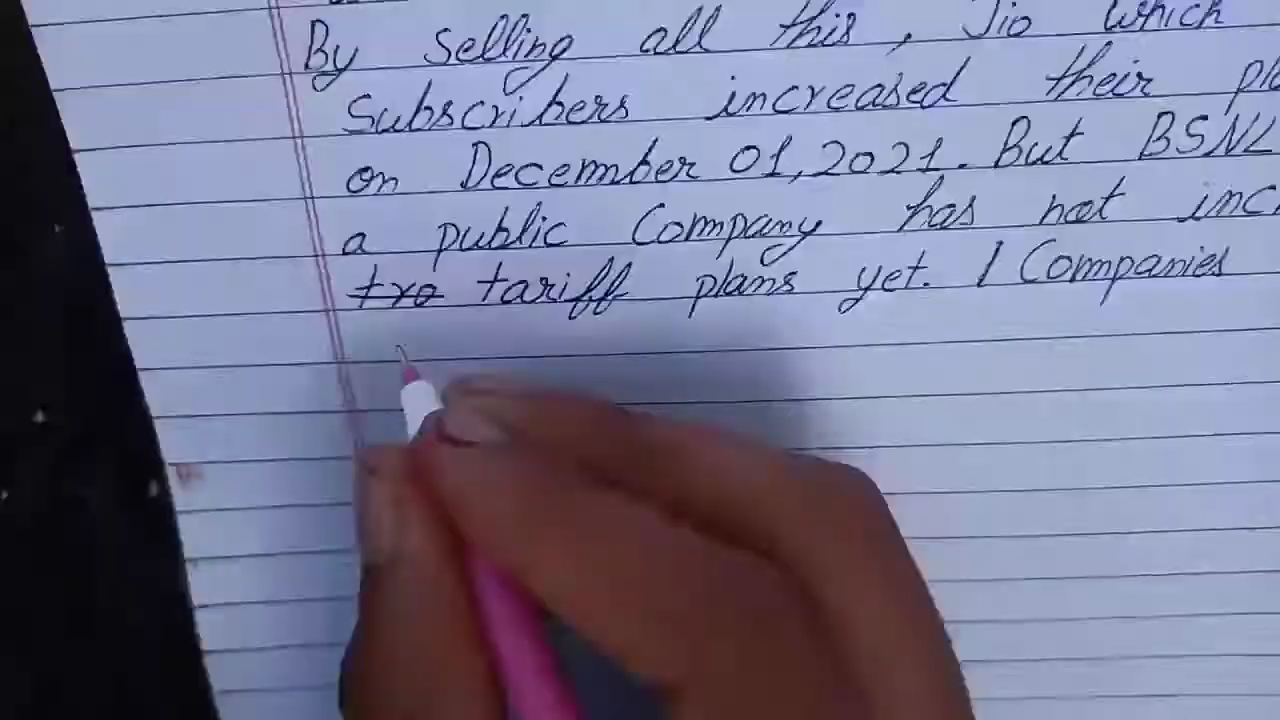 By selling all this, Jio which
Subscribers increased their
on December 01, 2021. But BSNL
a public Company has not
tariff plans yet. / Companies